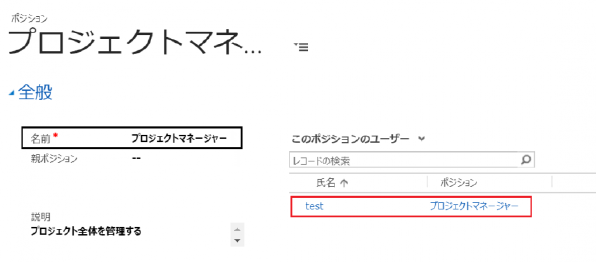 ポジション
プロジェクトマネ...
全般
名前* プロジェクトマネージャー
親ポジション --
説明
プロジェクト全体を管理する
このポジションのユーザー
レコードの検索
氏名 ↑ ポジション
test プロジェクトマネージャー